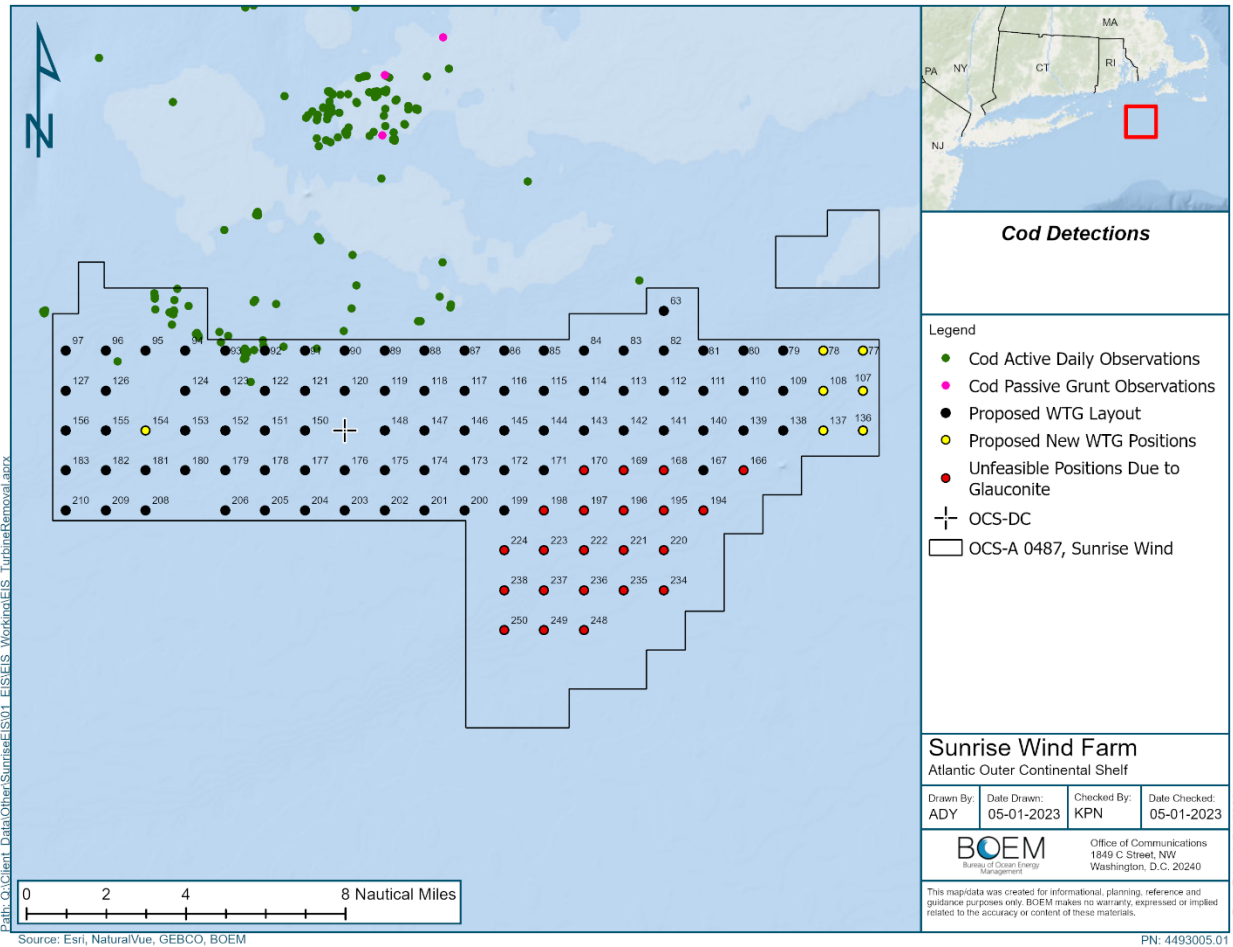 N
MA
PA
NY
CT
RI
NJ
Cod Detections
Legend
Cod Active Daily Observations
Cod Passive Grunt Observations
Proposed WTG Layout
Proposed New WTG Positions
Unfeasible Positions Due to
Glauconite
OCS-DC
OCS-A 0487, Sunrise Wind
63
97 96 95 94 93 92 91 90 89 88 87 86 85 84 83 82 81 80 79 78 77
127 126 124 123 122 121 120 119 118 117 116 115 114 113 112 111 110 109 108 107
156 155 154 153 152 151 150 148 147 146 145 144 143 142 141 140 139 138 137 136
183 182 181 180 179 178 177 176 175 174 173 172 171 170 169 168 167 166
210 209 208 206 205 204 203 202 201 200 199 198 197 196 195 194
224 223 222 221 220
238 237 236 235 234
250 249 248
Sunrise Wind Farm
Atlantic Outer Continental Shelf
Drawn By: Date Drawn: Checked By: Date Checked:
ADY 05-01-2023 KPN 05-01-2023
BOEM
Bureau of Ocean Energy
Management
Office of Communications
1849 C Street, NW
Washington, D.C. 20240
This map/data was created for informational, planning, reference and
guidance purposes only. BOEM makes no warranty, expressed or implied
related to the accuracy or content of these materials.
0 2 4 8 Nautical Miles
Path: Q:\Client_Data\Other\SunriseEIS\01_EIS\EIS_Working\EIS_TurbineRemoval.aprx
Source: Esri, NaturalVue, GEBCO, BOEM
PN: 4493005.01